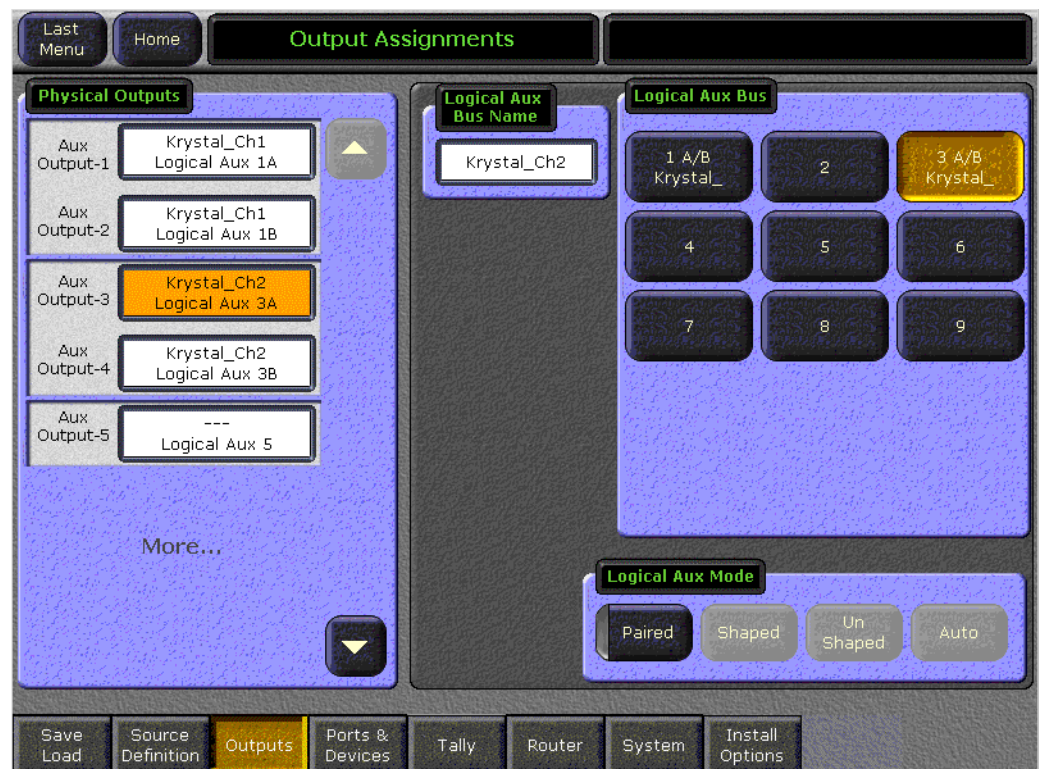 Last
Menu
Home
Output Assignments
Physical Outputs
Aux
Output-1
Krystal_Ch1
Logical Aux 1A
Aux
Output-2
Krystal_Ch1
Logical Aux 1B
Aux
Output-3
Krystal_Ch2
Logical Aux 3A
Aux
Output-4
Krystal_Ch2
Logical Aux 3B
Aux
Output-5
---
Logical Aux 5
More...
Logical Aux
Bus Name
Krystal_Ch2
Logical Aux Bus
1 A/B
Krystal_
2
3 A/B
Krystal_
4
5
6
7
8
9
Logical Aux Mode
Paired
Shaped
Un
Shaped
Auto
Save
Load
Source
Definition
Outputs
Ports &
Devices
Tally
Router
System
Install
Options